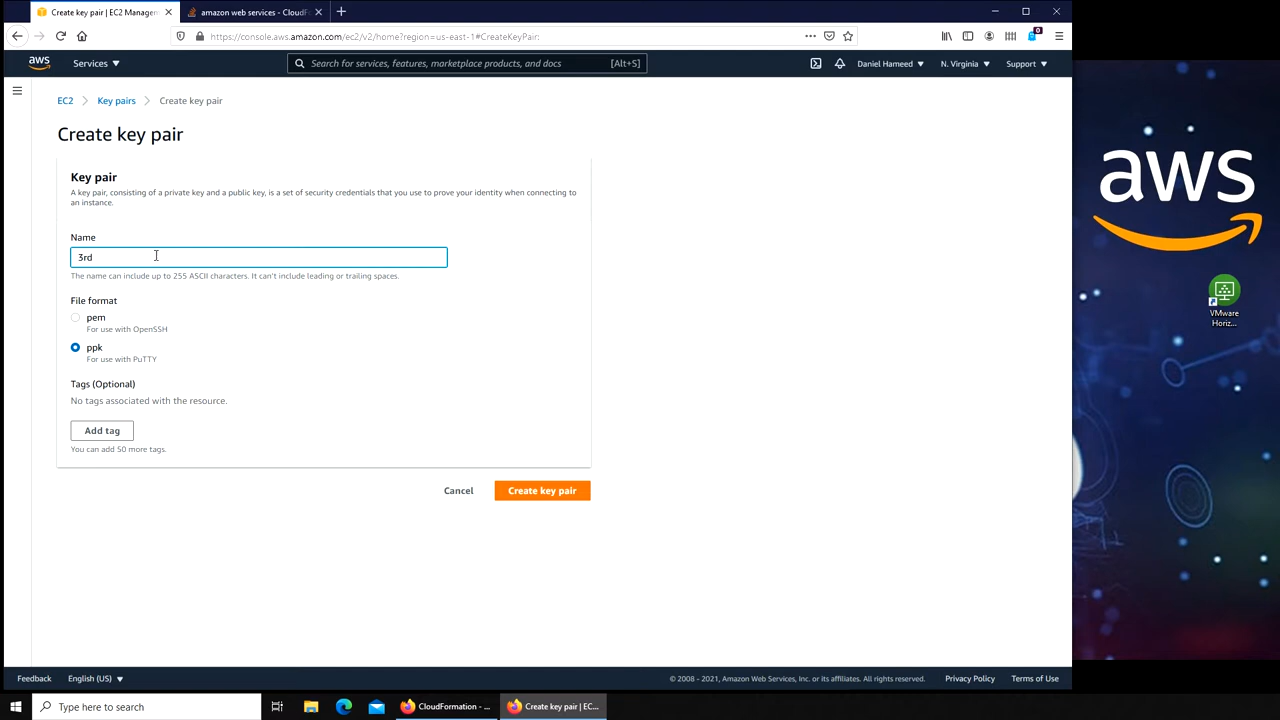 Create key pair | EC2 Managem
amazon web services - CloudF
https://console.aws.amazon.com/ec2/v2/home?region=us-east-1#CreateKeyPair:
0
aws
Services
Search for services, features, marketplace products, and docs
[Alt+S]
Daniel Hameed
N. Virginia
Support
EC2
Key pairs
Create key pair
Create key pair
Key pair
A key pair, consisting of a private key and a public key, is a set of security credentials that you use to prove your identity when connecting to
an instance.
Name
3rd
The name can include up to 255 ASCII characters. It can't include leading or trailing spaces.
File format
pem
For use with OpenSSH
ppk
For use with PuTTY
Tags (Optional)
No tags associated with the resource.
Add tag
You can add 50 more tags.
Cancel
Create key pair
aws
VMware
Horiz...
Feedback
English (US)
© 2008 - 2021, Amazon Web Services, Inc. or its affiliates. All rights reserved.
Privacy Policy
Terms of Use
Type here to search
CloudFormation - ...
Create key pair | EC...